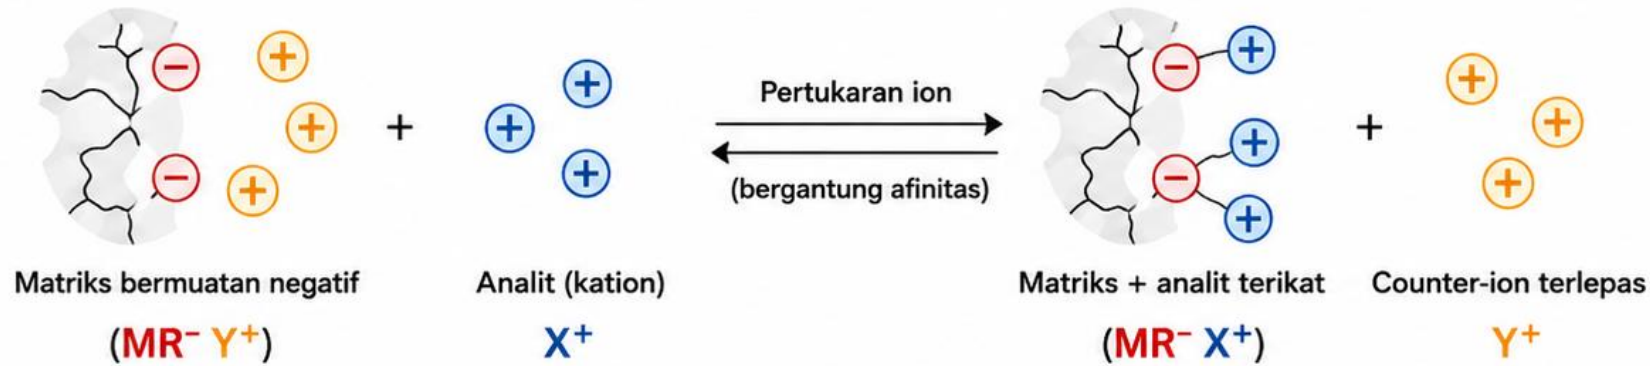 +
Pertukaran ion
(bergantung afinitas)
+
Matriks bermuatan negatif
Analit (kation)
Matriks + analit terikat
Counter-ion terlepas
(MR⁻ Y⁺)
X⁺
(MR⁻ X⁺)
Y⁺